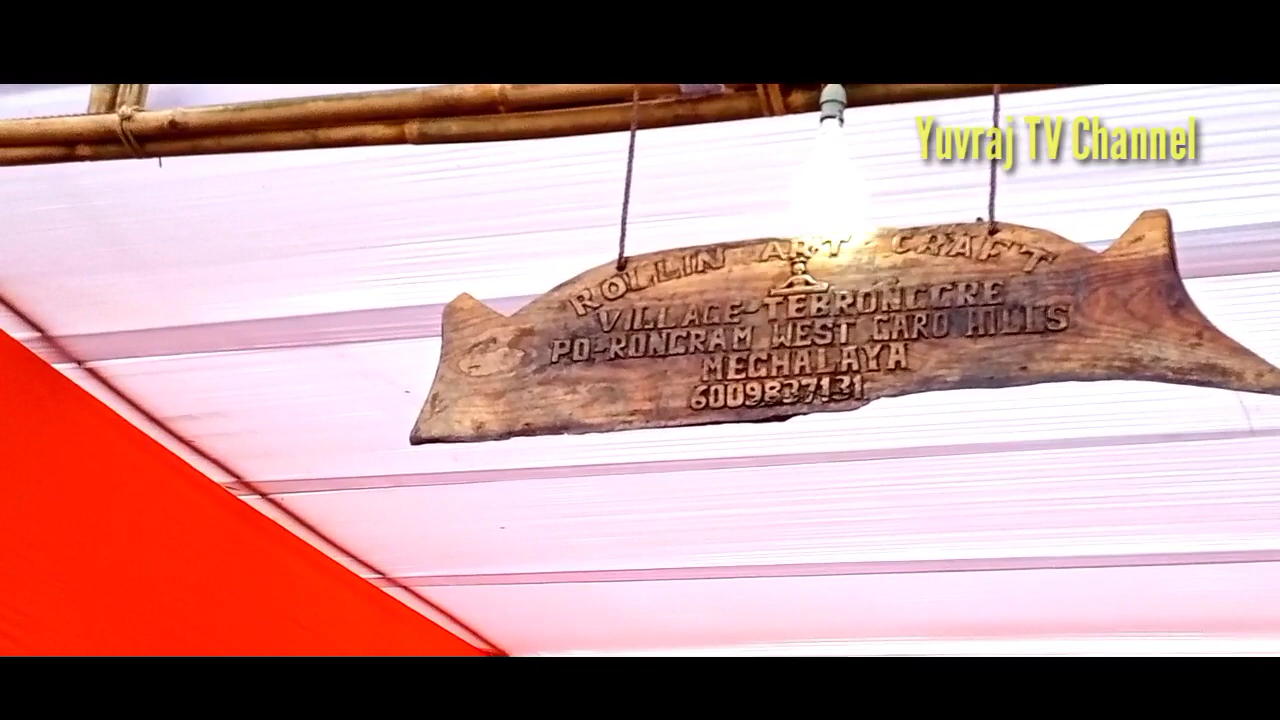 Yuvraj TV Channel
ROLLIN ART CRAFT
VILLAGE-TEBRONGGRE
PO-RONGRAM WEST GARO HILLS
MEGHALAYA
6009837131